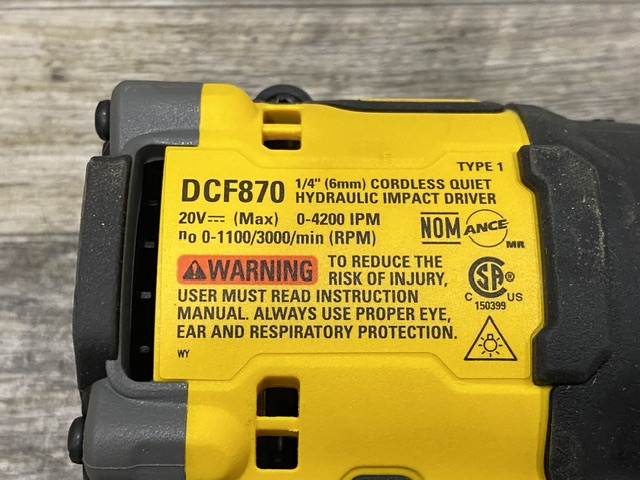 TYPE 1
DCF870 1/4" (6mm) CORDLESS QUIET
HYDRAULIC IMPACT DRIVER
20V⎓ (Max) 0-4200 IPM
no 0-1100/3000/min (RPM)
NOM ANCE MR
⚠WARNING TO REDUCE THE
RISK OF INJURY,
USER MUST READ INSTRUCTION
MANUAL. ALWAYS USE PROPER EYE,
EAR AND RESPIRATORY PROTECTION.
CSA ®
C US
150399
WY